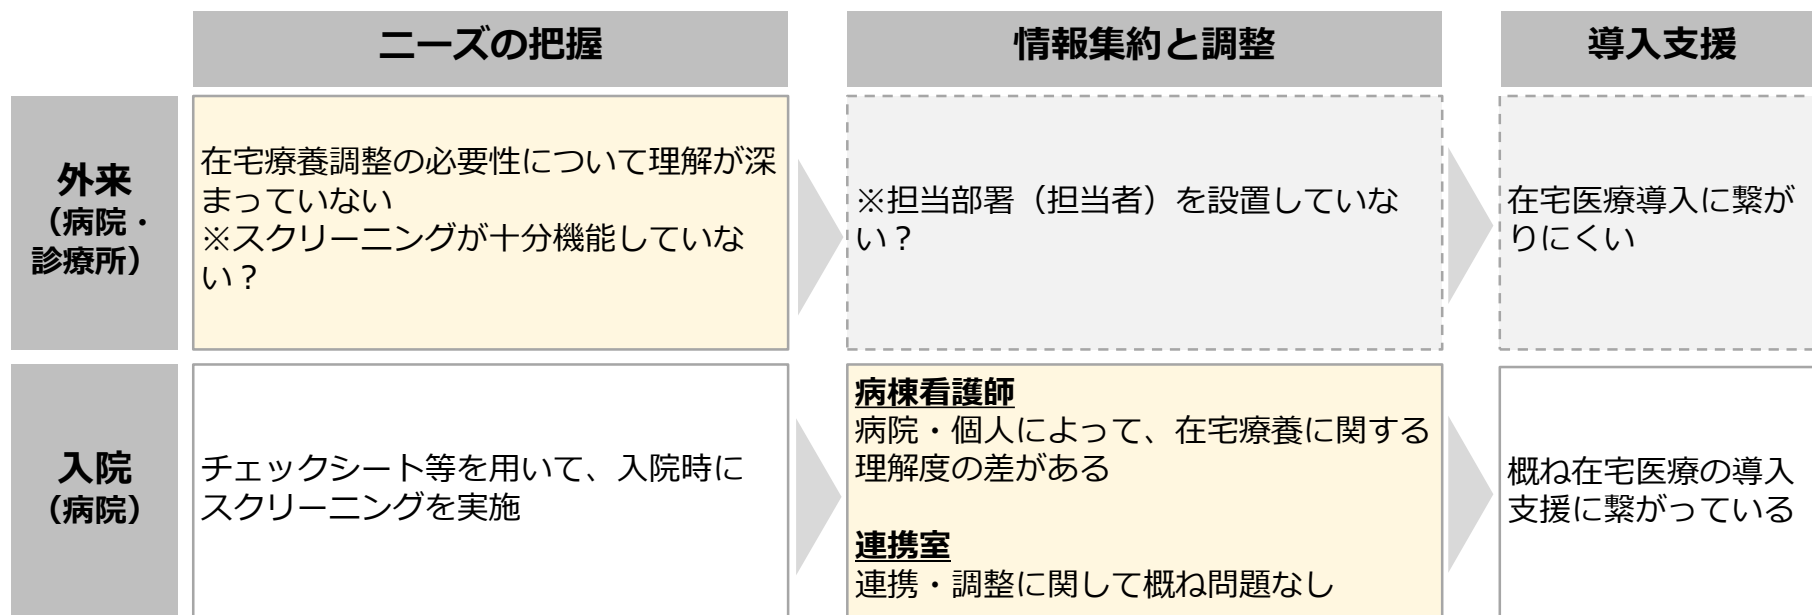 ニーズの把握
情報集約と調整
導入支援
外来
（病院・
診療所）
在宅療養調整の必要性について理解が深
まっていない
※スクリーニングが十分機能していな
い？
※担当部署（担当者）を設置していな
い？
在宅医療導入に繋が
りにくい
入院
（病院）
チェックシート等を用いて、入院時に
スクリーニングを実施
病棟看護師
病院・個人によって、在宅療養に関する
理解度の差がある
連携室
連携・調整に関して概ね問題なし
概ね在宅医療の導入
支援に繋がっている